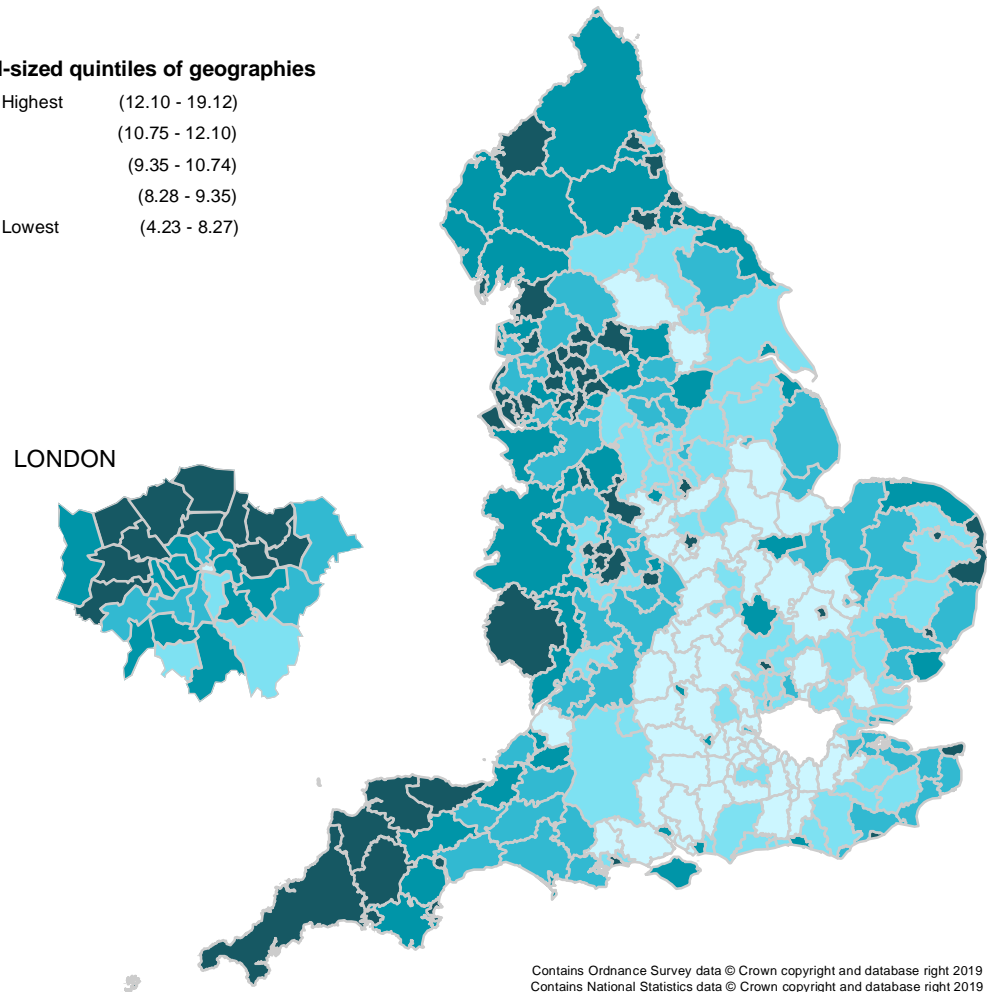 l-sized quintiles of geographies
Highest (12.10 - 19.12)
(10.75 - 12.10)
(9.35 - 10.74)
(8.28 - 9.35)
Lowest (4.23 - 8.27)
LONDON
Contains Ordnance Survey data © Crown copyright and database right 2019
Contains National Statistics data © Crown copyright and database right 2019